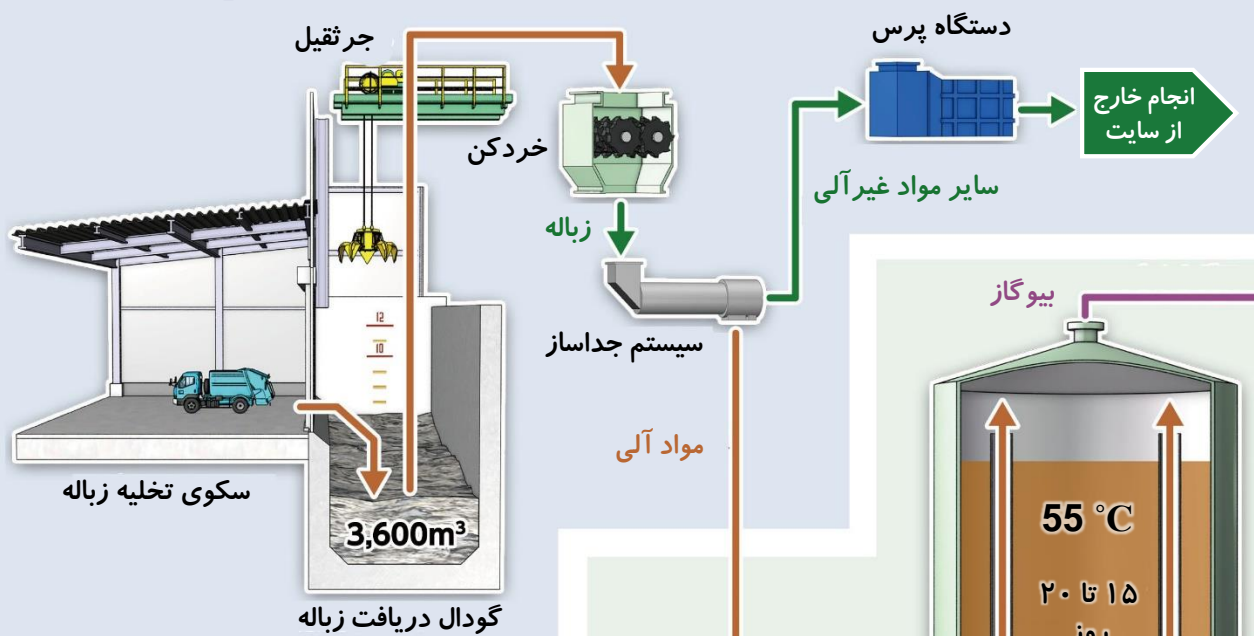 دستگاه پرس
جرثقیل
انجام خارج
از سایت
خردکن
سایر مواد غیرآلی
زباله
بیوگاز
سیستم جداساز
12
10
مواد آلی
سکوی تخلیه زباله
3,600m³
55 °C
۱۵ تا ۲۰
روز
گودال دریافت زباله